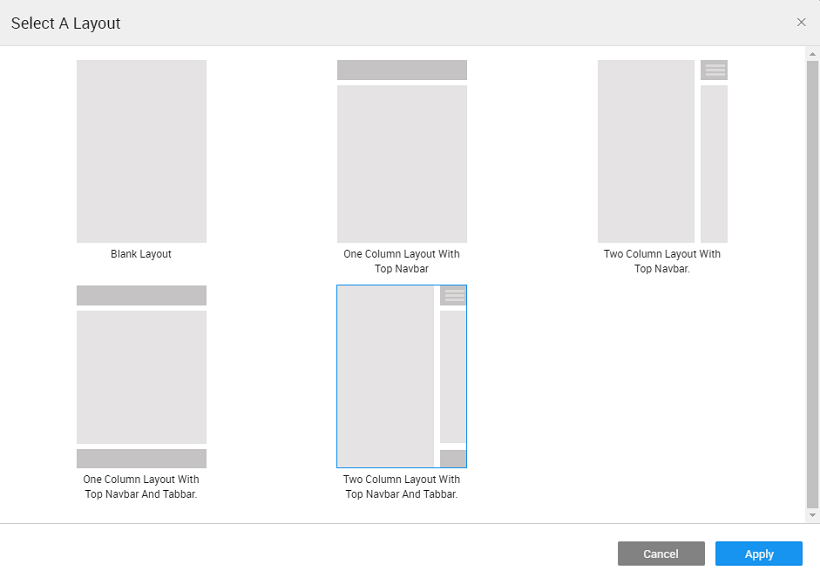 Select A Layout
Blank Layout
One Column Layout With
Top Navbar
Two Column Layout With
Top Navbar.
One Column Layout With
Top Navbar And Tabbar.
Two Column Layout With
Top Navbar And Tabbar.
Cancel
Apply